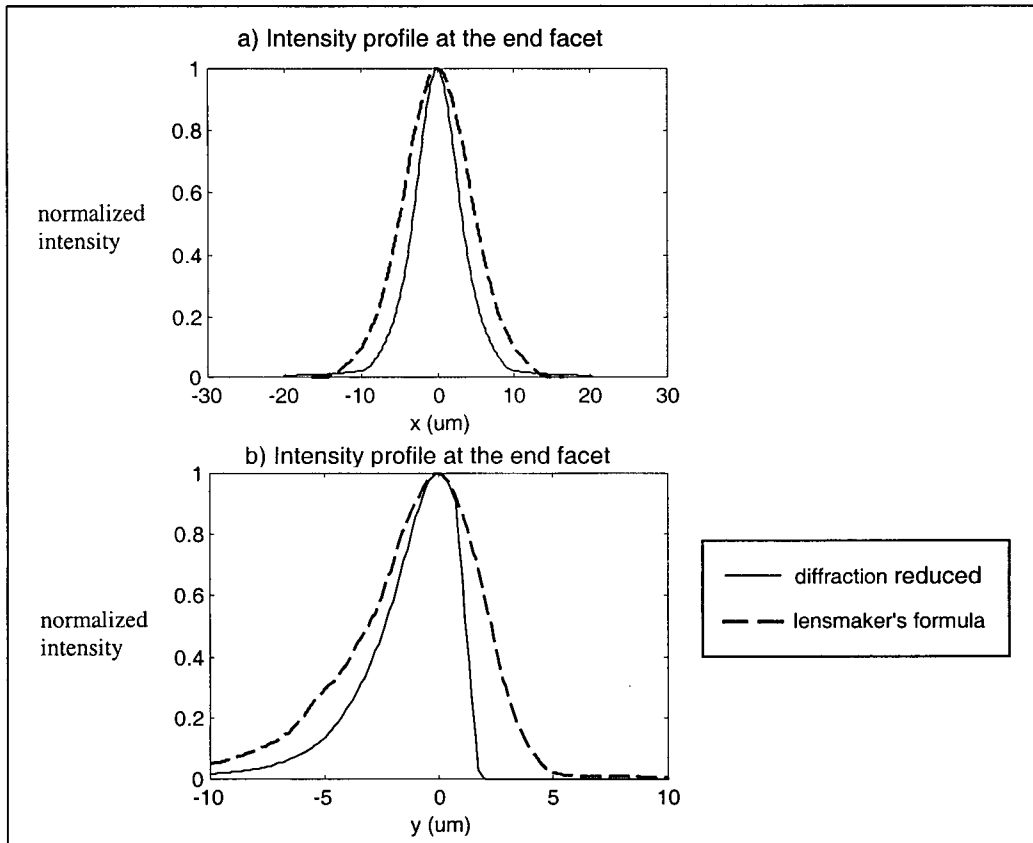 a) Intensity profile at the end facet
1
0.8
0.6
0.4
0.2
0
normalized
intensity
-30
-20
-10
0
10
20
30
x (um)
b) Intensity profile at the end facet
1
0.8
0.6
0.4
0.2
0
normalized
intensity
-10
-5
0
5
10
y (um)
diffraction reduced
lensmaker's formula